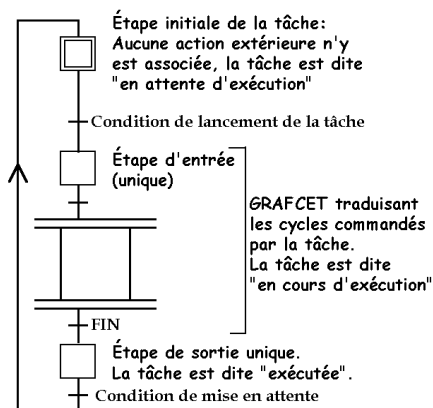 Étape initiale de la tâche:
Aucune action extérieure n'y
est associée, la tâche est dite
"en attente d'exécution"
Condition de lancement de la tâche
Étape d'entrée
(unique)
GRAFCET traduisant
les cycles commandés
par la tâche.
La tâche est dite
"en cours d'exécution"
FIN
Étape de sortie unique.
La tâche est dite "exécutée".
Condition de mise en attente